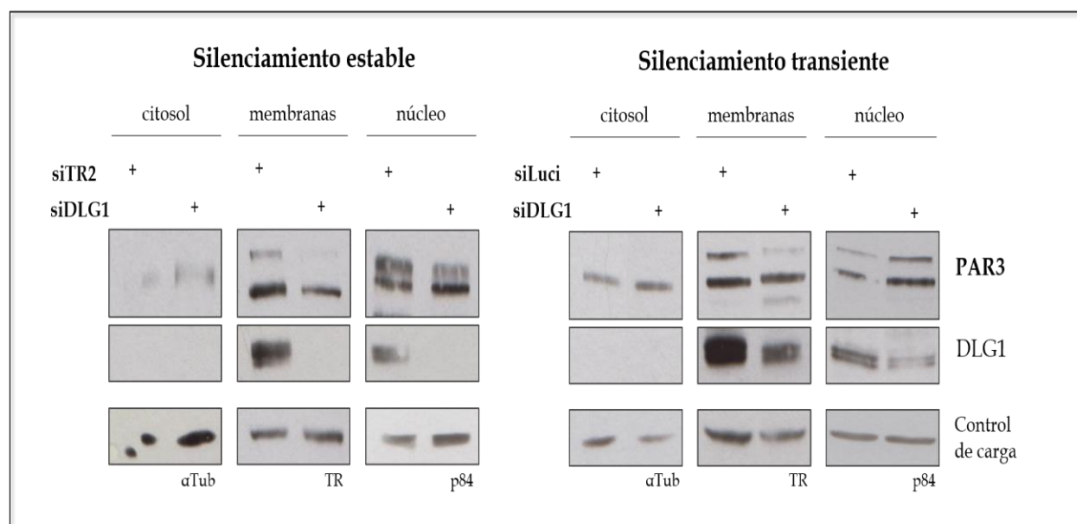 Silenciamiento estable
Silenciamiento transiente
citosol membranas núcleo
citosol membranas núcleo
siTR2 + + +
siLuci + + +
siDLG1 + + +
siDLG1 + + +
PAR3
DLG1
Control
de carga
αTub TR p84
αTub TR p84